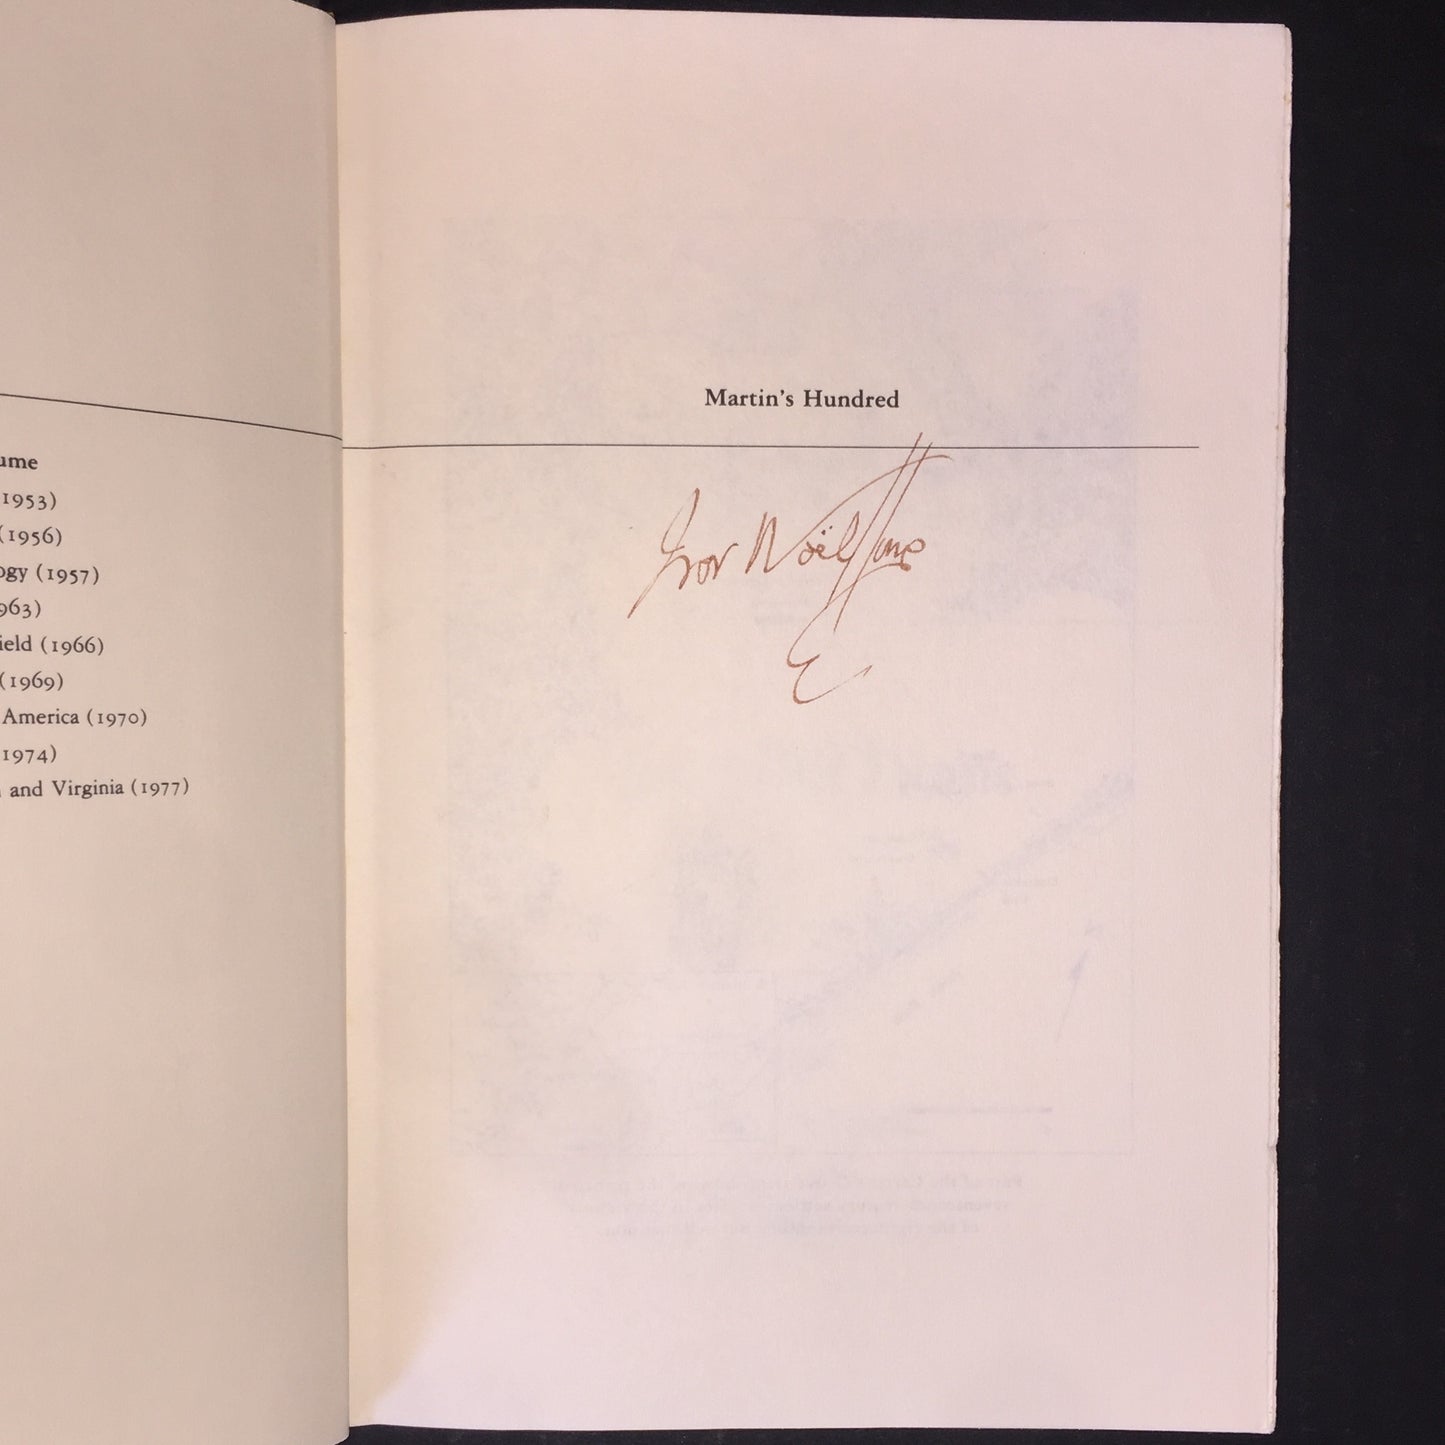 ume
1953)
(1956)
ogy (1957)
963)
ield (1966)
(1969)
America (1970)
1974)
and Virginia (1977)
Martin's Hundred
Ivor Noël Hume